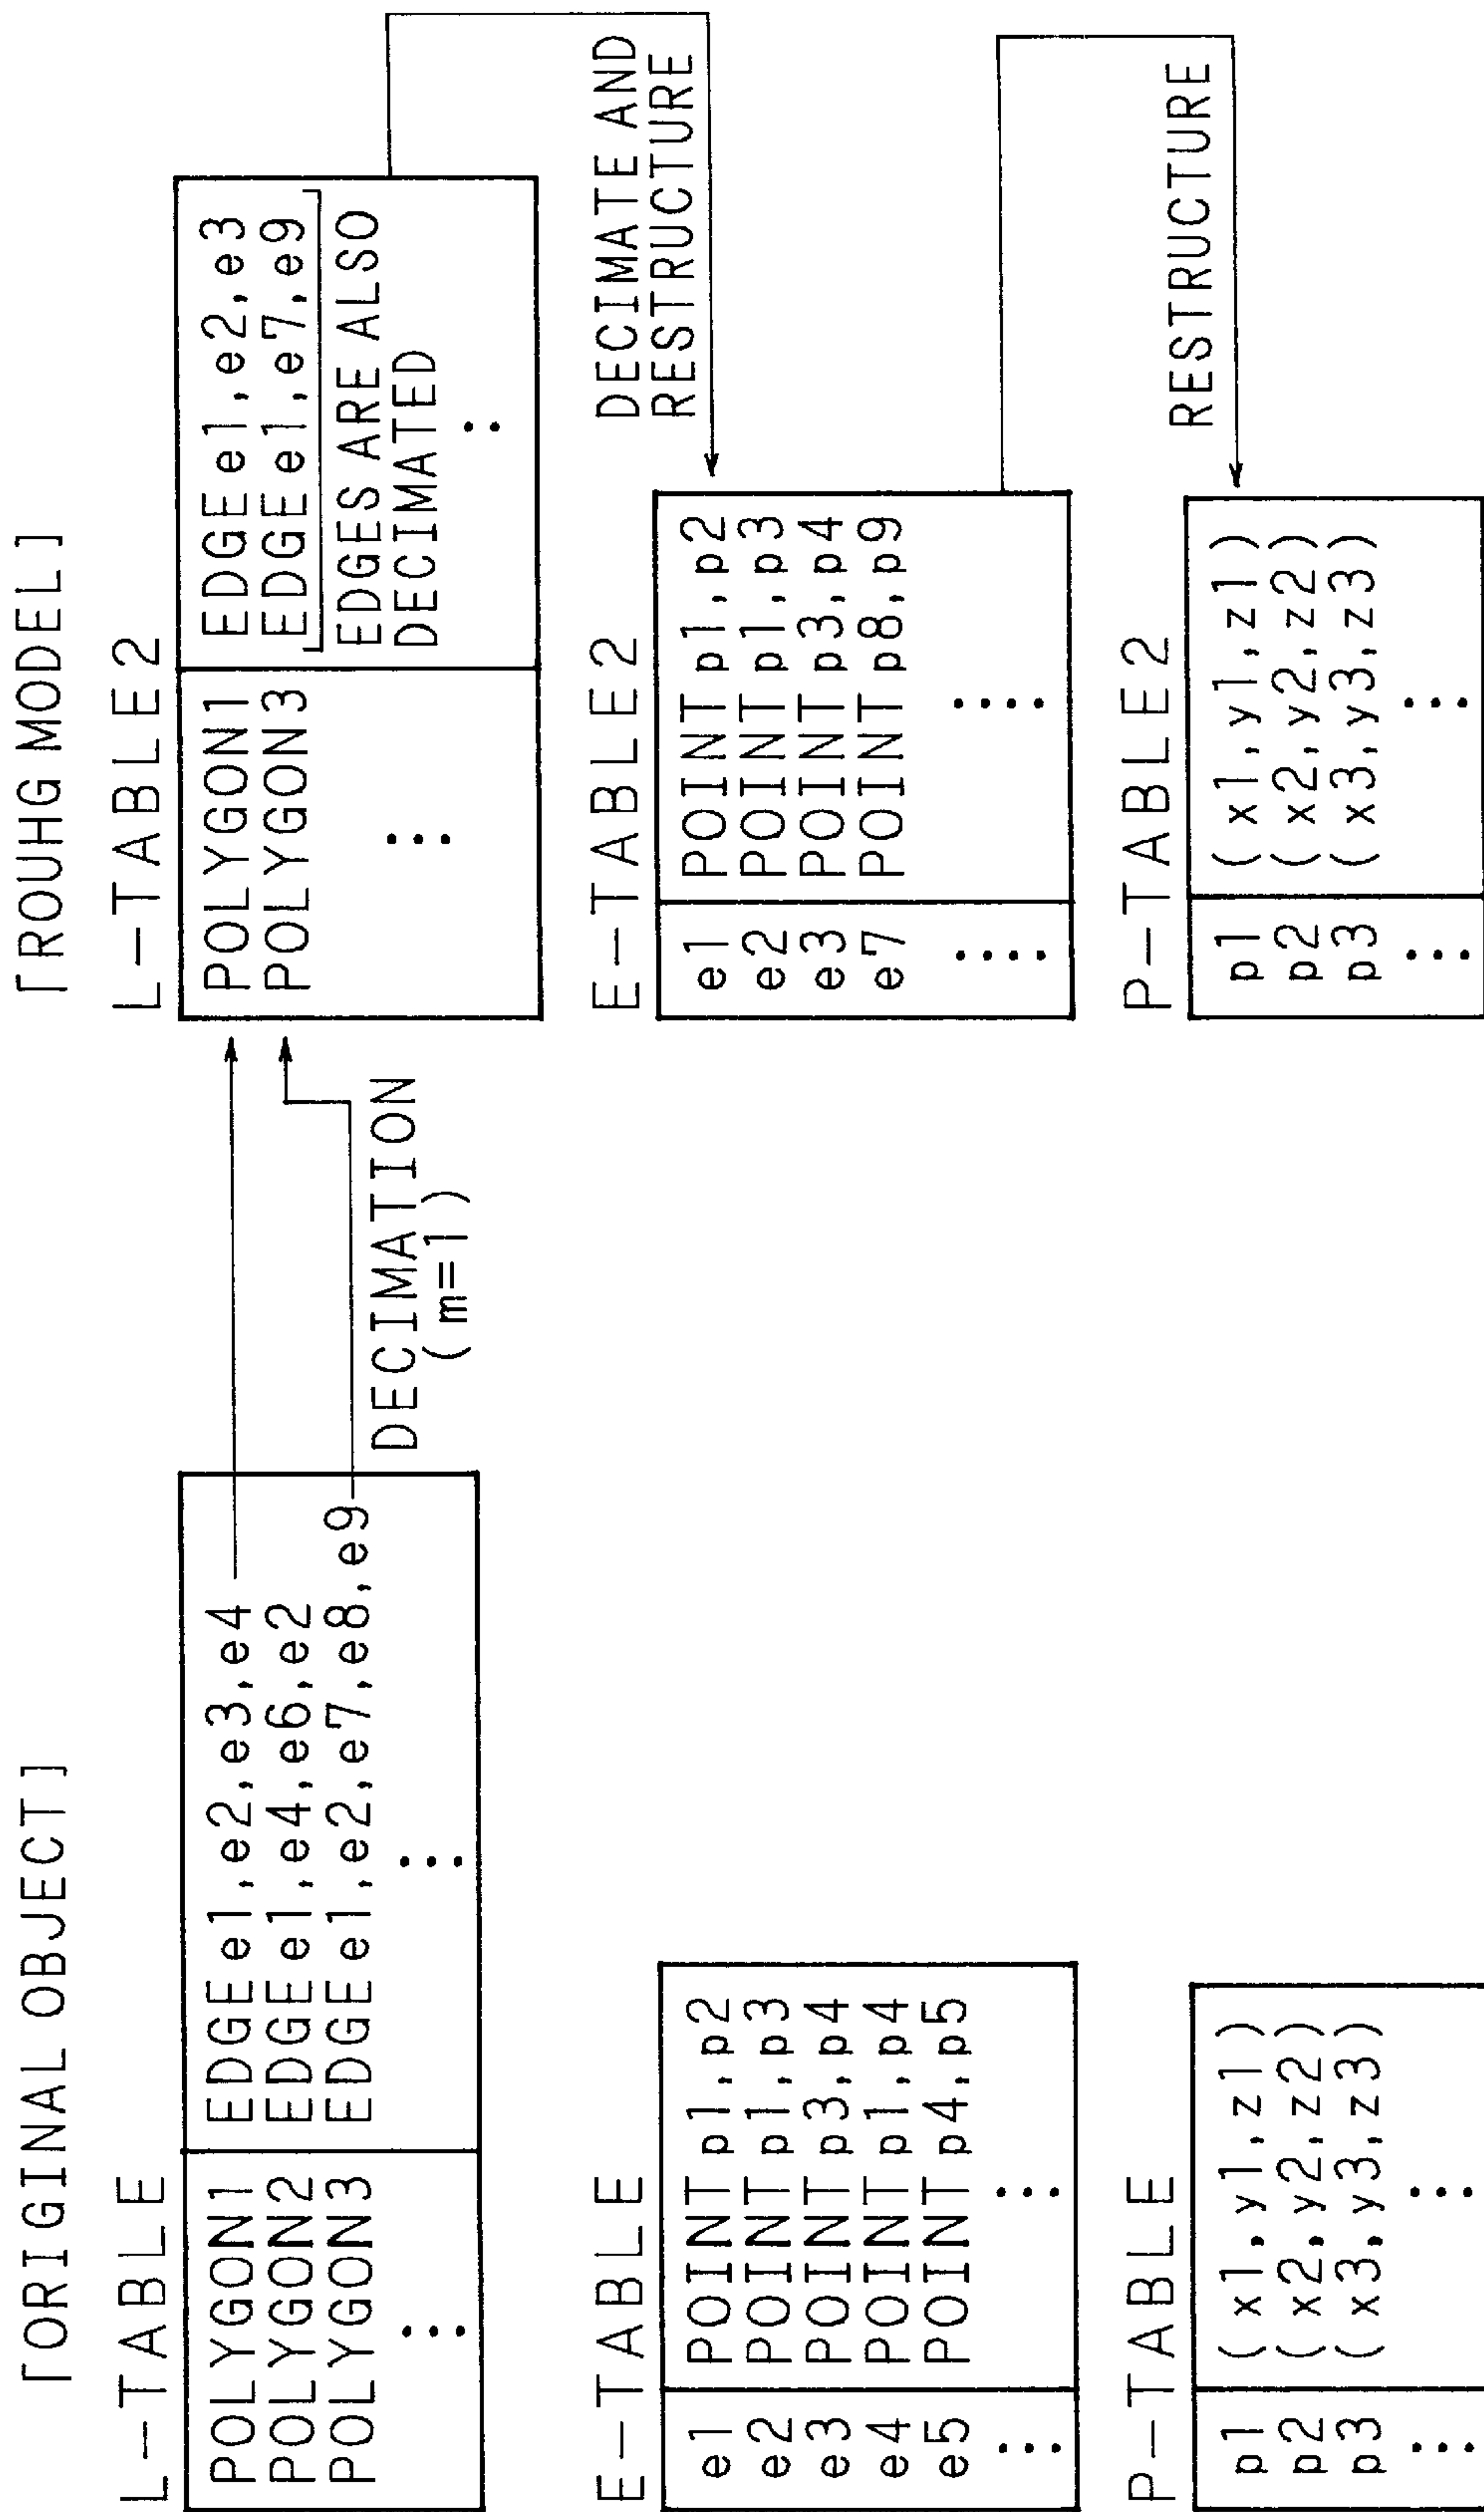 [ORIGINAL OBJECT]
L-TABLE
POLYGON1 EDGE e1,e2,e3,e4
POLYGON2 EDGE e1,e4,e6,e2
POLYGON3 EDGE e1,e2,e7,e8,e9
...
E-TABLE
e1 POINT p1,p2
e2 POINT p1,p3
e3 POINT p3,p4
e4 POINT p1,p4
e5 POINT p4,p5
...
P-TABLE
p1 (x1,y1,z1)
p2 (x2,y2,z2)
p3 (x3,y3,z3)
...
DECIMATION
(m=1)
[ROUHG MODEL]
L-TABLE2
POLYGON1 EDGE e1,e2,e3
POLYGON3 EDGE e1,e7,e9
EDGES ARE ALSO
DECIMATED
...
DECIMATE AND
RESTRUCTURE
E-TABLE2
e1 POINT p1,p2
e2 POINT p1,p3
e3 POINT p3,p4
e7 POINT p8,p9
....
RESTRUCTURE
P-TABLE2
p1 (x1,y1,z1)
p2 (x2,y2,z2)
p3 (x3,y3,z3)
...